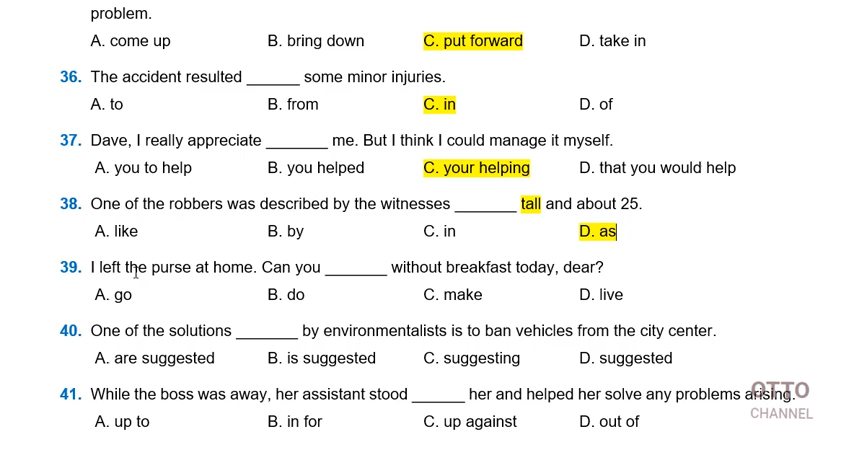 problem.
A. come up B. bring down C. put forward D. take in
36. The accident resulted ______ some minor injuries.
A. to B. from C. in D. of
37. Dave, I really appreciate _______ me. But I think I could manage it myself.
A. you to help B. you helped C. your helping D. that you would help
38. One of the robbers was described by the witnesses _______ tall and about 25.
A. like B. by C. in D. as
39. I left the purse at home. Can you _______ without breakfast today, dear?
A. go B. do C. make D. live
40. One of the solutions _______ by environmentalists is to ban vehicles from the city center.
A. are suggested B. is suggested C. suggesting D. suggested
41. While the boss was away, her assistant stood ______ her and helped her solve any problems arising.
A. up to B. in for C. up against D. out of
OTTO
CHANNEL